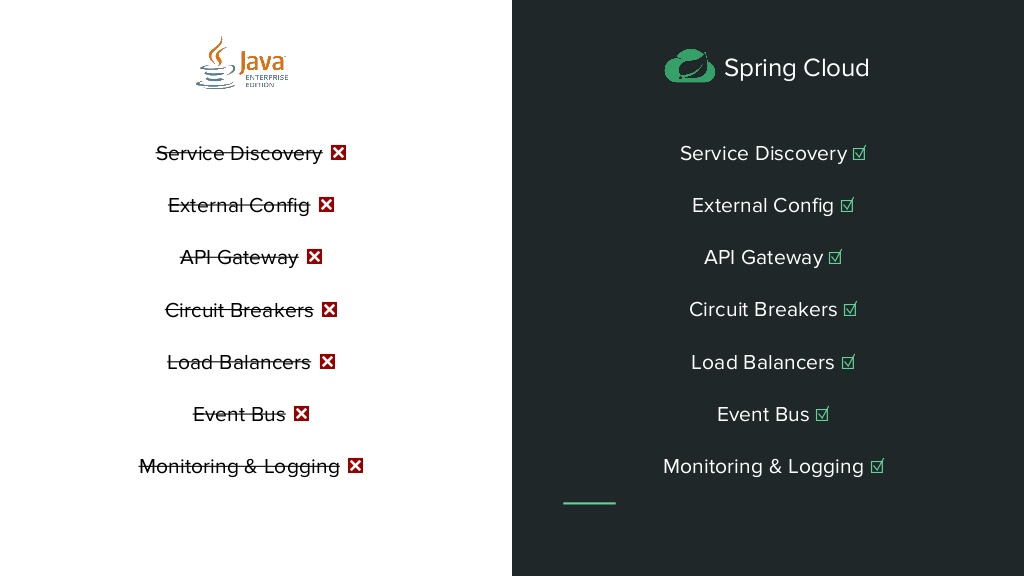 Java
ENTERPRISE
EDITION
Service Discovery
External Config
API Gateway
Circuit Breakers
Load Balancers
Event Bus
Monitoring & Logging
Spring Cloud
Service Discovery
External Config
API Gateway
Circuit Breakers
Load Balancers
Event Bus
Monitoring & Logging